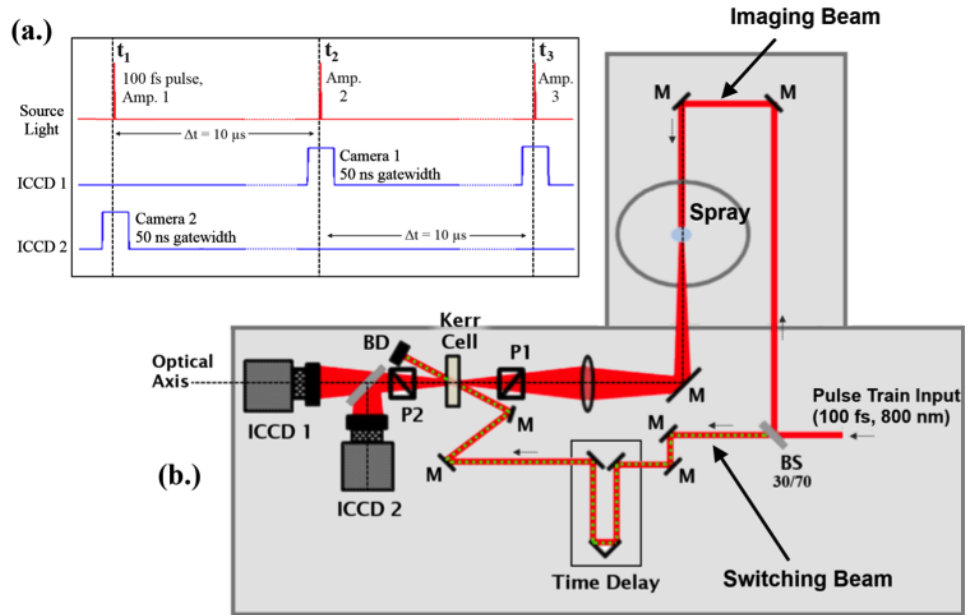 (a.)
t1
t2
t3
100 fs pulse,
Amp. 1
Amp.
2
Amp.
3
Source
Light
Δt = 10 µs
ICCD 1
Camera 1
50 ns gatewidth
ICCD 2
Camera 2
50 ns gatewidth
Δt = 10 µs
Imaging Beam
M
M
Spray
BD
Kerr
Cell
P1
Optical
Axis
P2
M
ICCD 1
M
M
Pulse Train Input
(100 fs, 800 nm)
M
M
BS
30/70
(b.)
ICCD 2
Time Delay
Switching Beam